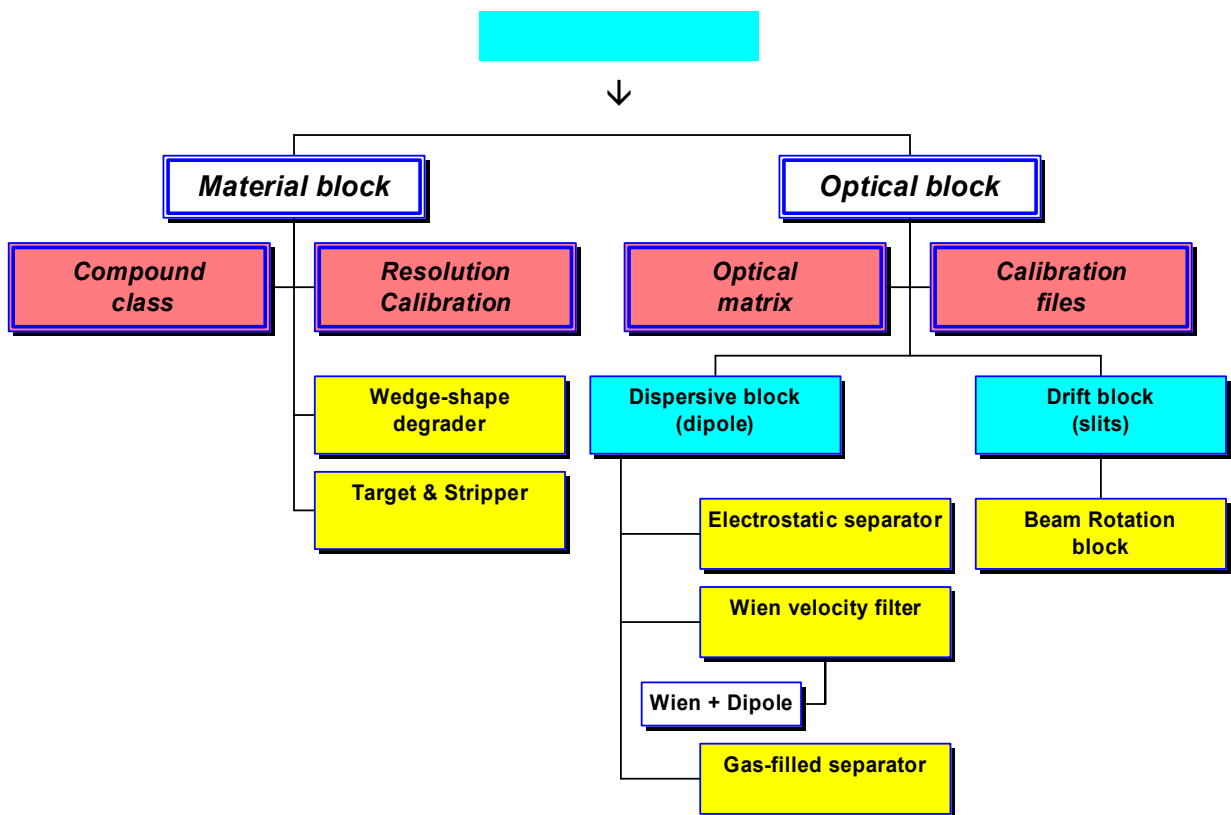 Material block
Optical block
Compound
class
Resolution
Calibration
Optical
matrix
Calibration
files
Wedge-shape
degrader
Target & Stripper
Dispersive block
(dipole)
Drift block
(slits)
Electrostatic separator
Beam Rotation
block
Wien velocity filter
Wien + Dipole
Gas-filled separator